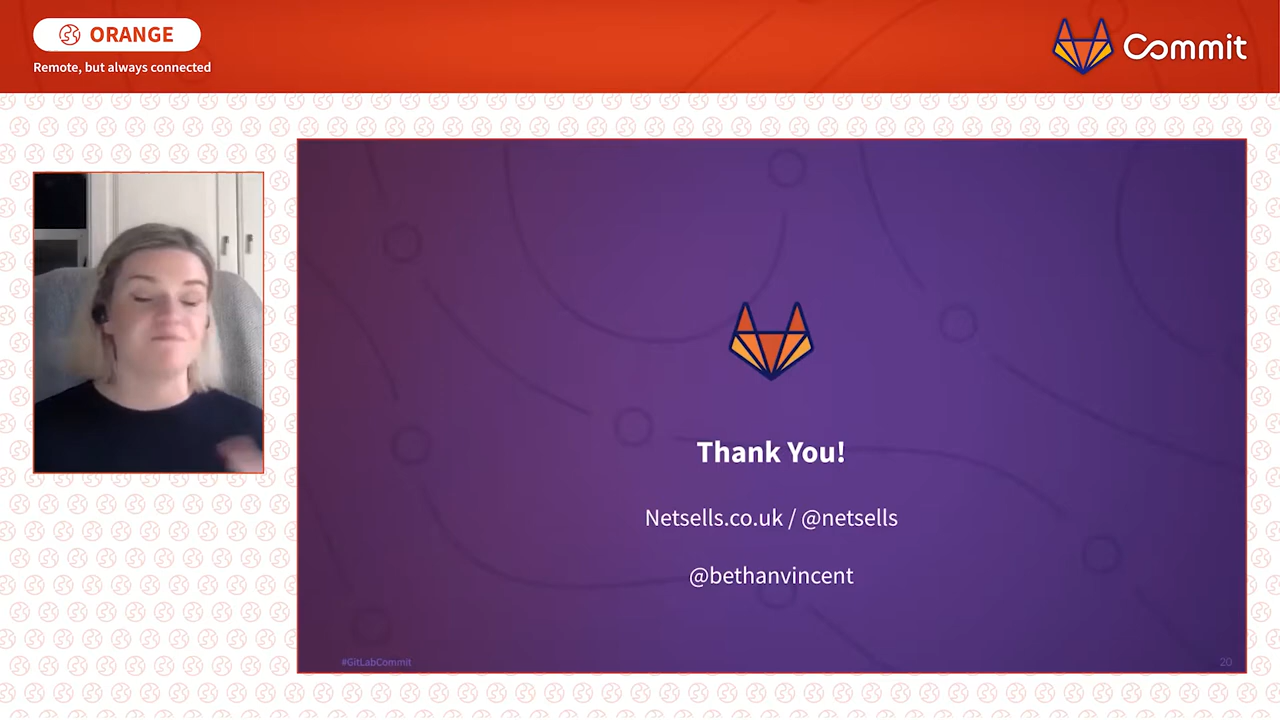 ORANGE
Remote, but always connected
Commit
Thank You!
Netsells.co.uk / @netsells
@bethanvincent
#GitLabCommit
20